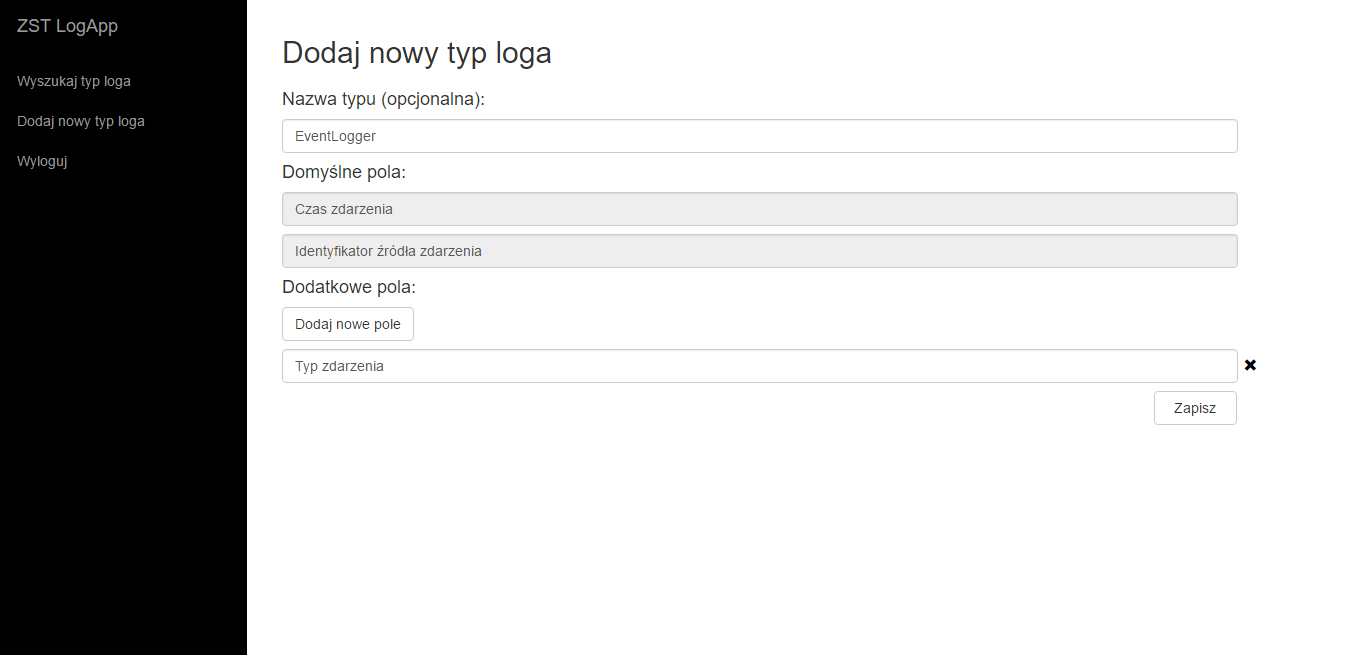 ZST LogApp
Wyszukaj typ loga
Dodaj nowy typ loga
Wyloguj
Dodaj nowy typ loga
Nazwa typu (opcjonalna):
EventLogger
Domyślne pola:
Czas zdarzenia
Identyfikator źródła zdarzenia
Dodatkowe pola:
Dodaj nowe pole
Typ zdarzenia
Zapisz